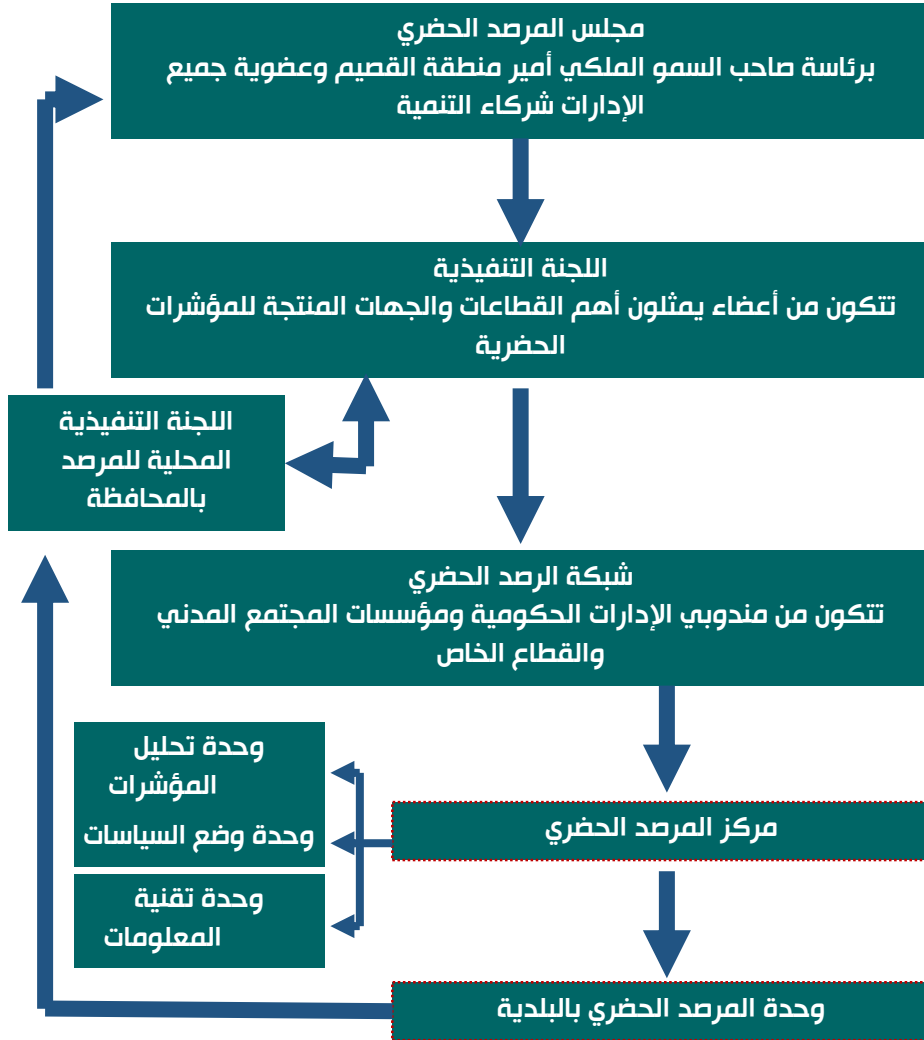 مجلس المرصد الحضري
برئاسة صاحب السمو الملكي أمير منطقة القصيم وعضوية جميع
الإدارات شركاء التنمية
اللجنة التنفيذية
تتكون من أعضاء يمثلون أهم القطاعات والجهات المنتجة للمؤشرات
الحضرية
اللجنة التنفيذية
المحلية للمرصد
بالمحافظة
شبكة الرصد الحضري
تتكون من مندوبي الإدارات الحكومية ومؤسسات المجتمع المدني
والقطاع الخاص
مركز المرصد الحضري
وحدة تحليل
المؤشرات
وحدة وضع السياسات
وحدة تقنية
المعلومات
وحدة المرصد الحضري بالبلدية